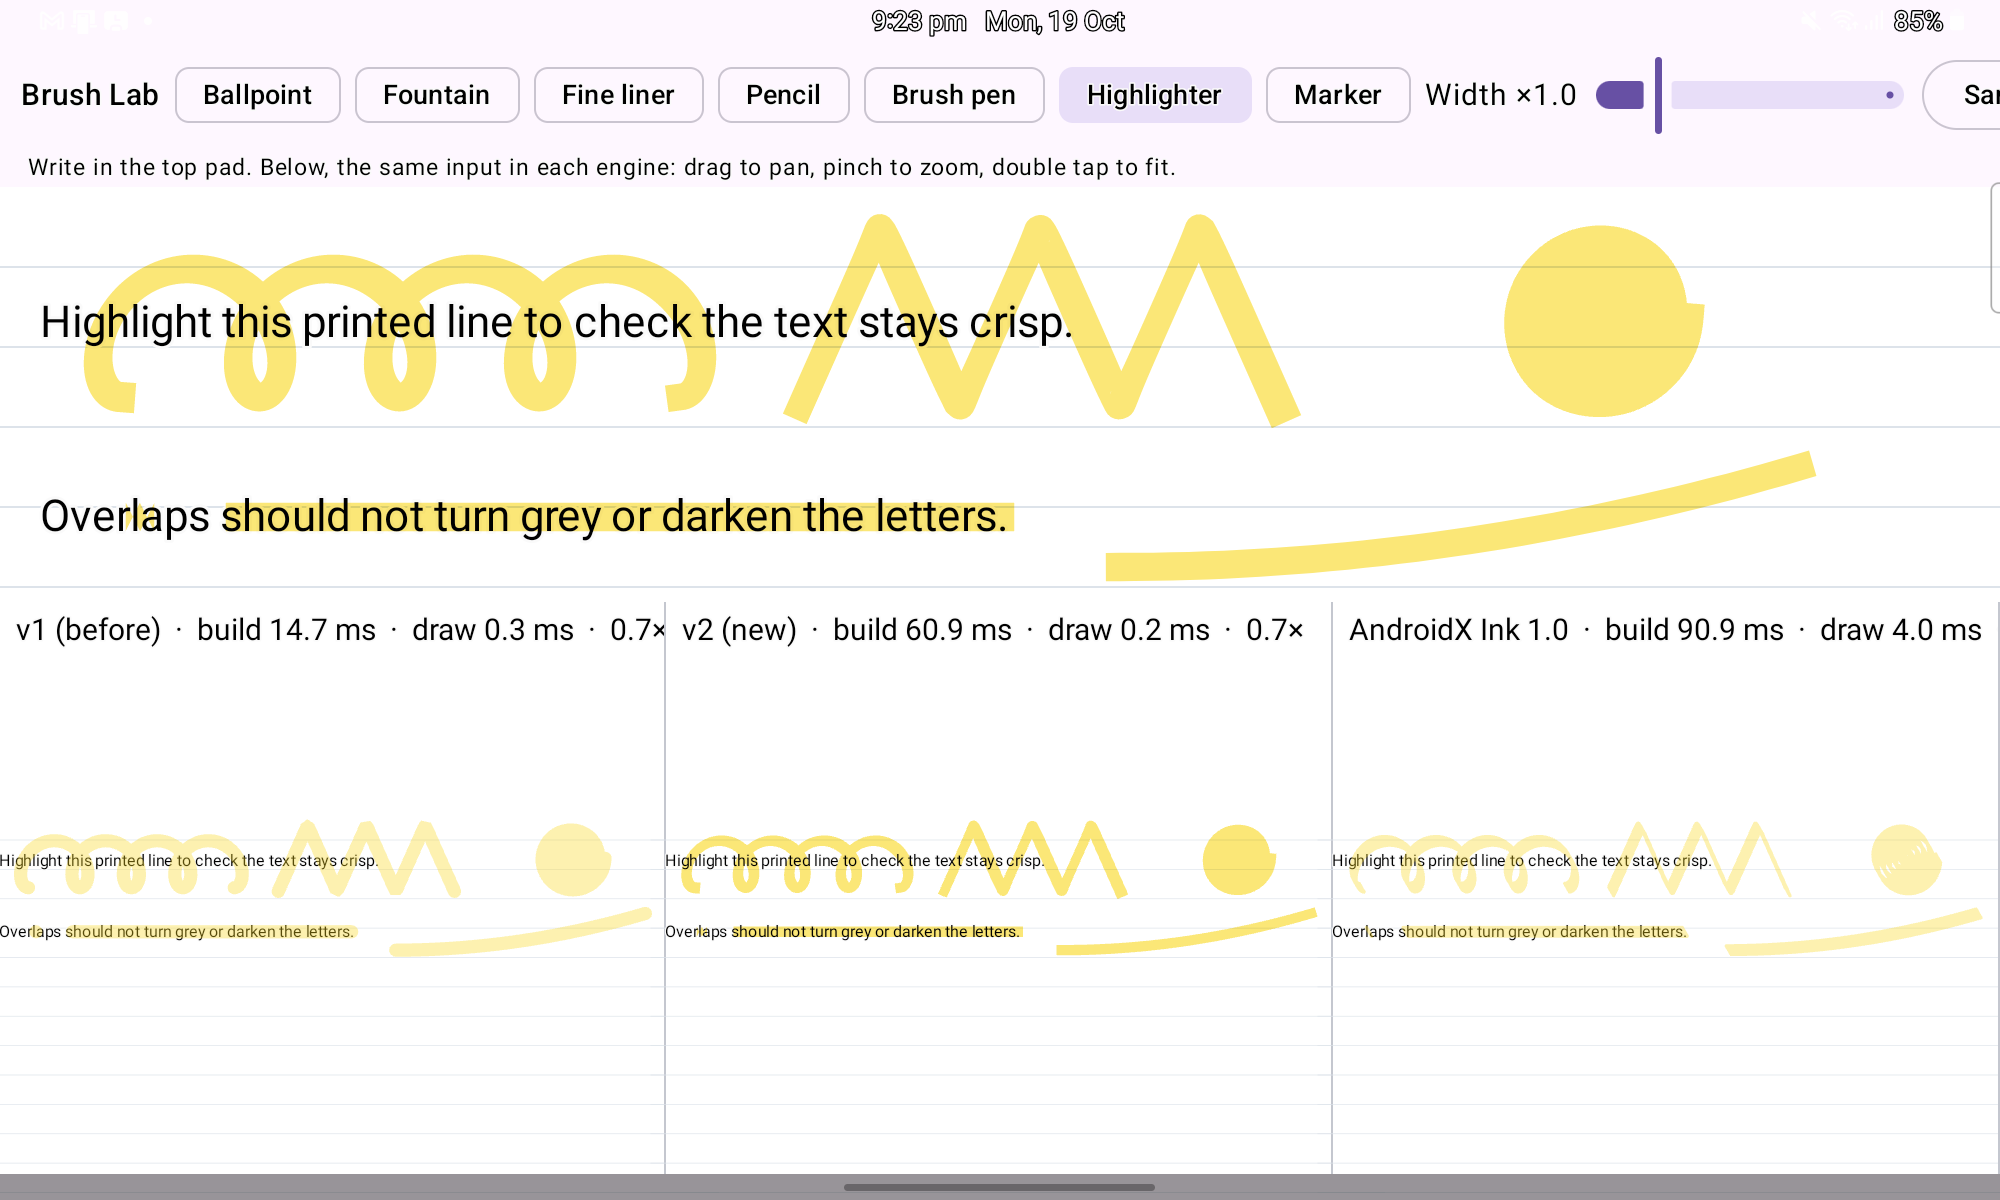 9:23 pm Mon, 19 Oct 85%
Brush Lab Ballpoint Fountain Fine liner Pencil Brush pen Highlighter Marker Width ×1.0
Write in the top pad. Below, the same input in each engine: drag to pan, pinch to zoom, double tap to fit.
Highlight this printed line to check the text stays crisp.
Overlaps should not turn grey or darken the letters.
v1 (before) · build 14.7 ms · draw 0.3 ms · 0.7×
v2 (new) · build 60.9 ms · draw 0.2 ms · 0.7×
AndroidX Ink 1.0 · build 90.9 ms · draw 4.0 ms
Highlight this printed line to check the text stays crisp.
Overlaps should not turn grey or darken the letters.
Highlight this printed line to check the text stays crisp.
Overlaps should not turn grey or darken the letters.
Highlight this printed line to check the text stays crisp.
Overlaps should not turn grey or darken the letters.